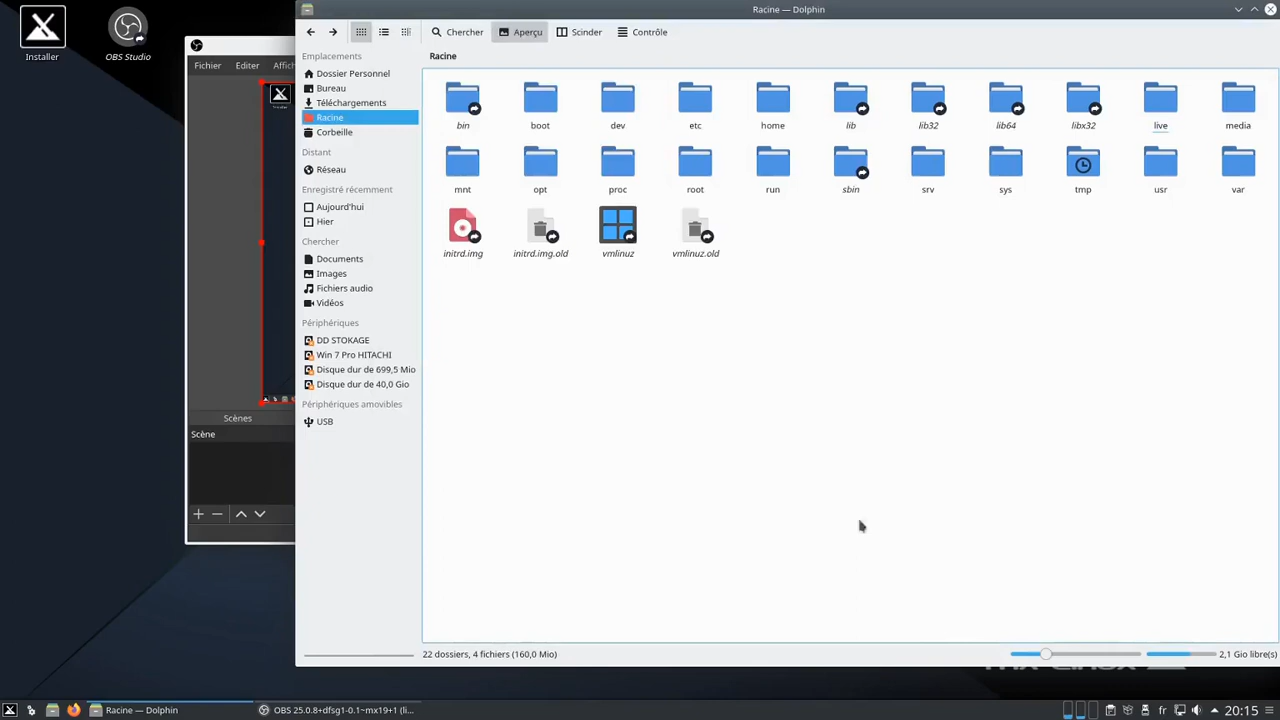 Installer
OBS Studio
Fichier Editer Affich
Scènes
Scène
Racine — Dolphin
Chercher Aperçu Scinder Contrôle
Emplacements
Dossier Personnel
Bureau
Téléchargements
Racine
Corbeille
Distant
Réseau
Enregistré récemment
Aujourd'hui
Hier
Chercher
Documents
Images
Fichiers audio
Vidéos
Périphériques
DD STOKAGE
Win 7 Pro HITACHI
Disque dur de 699,5 Mio
Disque dur de 40,0 Gio
Périphériques amovibles
USB
Racine
bin boot dev etc home lib lib32 lib64 libx32 live media
mnt opt proc root run sbin srv sys tmp usr var
initrd.img initrd.img.old vmlinuz vmlinuz.old
22 dossiers, 4 fichiers (160,0 Mio)
2,1 Gio libre(s)
Racine — Dolphin
OBS 25.0.8+dfsg1-0.1~mx19+1 (li...
fr
20:15